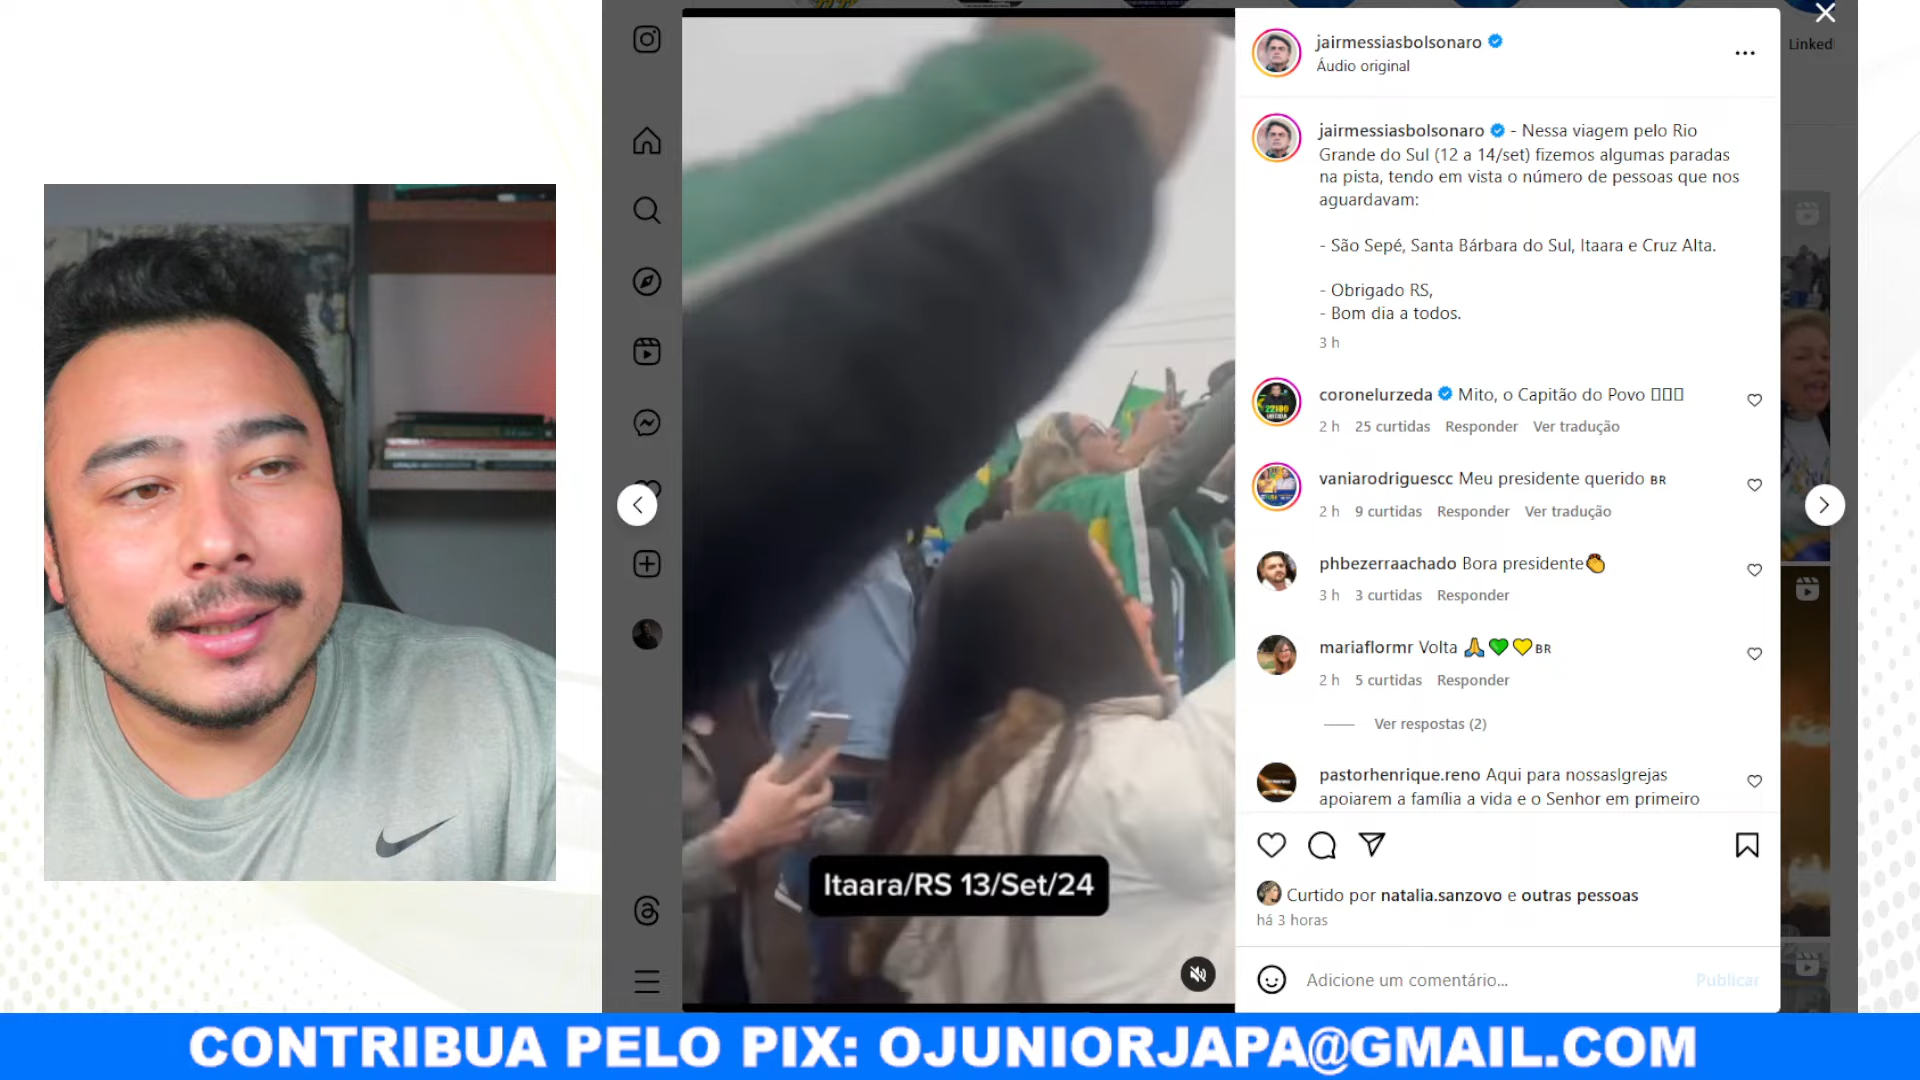 Linked
jairmessiasbolsonaro
Áudio original
jairmessiasbolsonaro - Nessa viagem pelo Rio
Grande do Sul (12 a 14/set) fizemos algumas paradas
na pista, tendo em vista o número de pessoas que nos
aguardavam:
- São Sepé, Santa Bárbara do Sul, Itaara e Cruz Alta.
- Obrigado RS,
- Bom dia a todos.
3 h
coronelurzeda Mito, o Capitão do Povo
2 h 25 curtidas Responder Ver tradução
vaniarodriguescc Meu presidente querido BR
2 h 9 curtidas Responder Ver tradução
phbezerraachado Bora presidente👏
3 h 3 curtidas Responder
mariaflormr Volta 🙏💚💛BR
2 h 5 curtidas Responder
Ver respostas (2)
pastorhenrique.reno Aqui para nossasIgrejas
apoiarem a família a vida e o Senhor em primeiro
Curtido por natalia.sanzovo e outras pessoas
há 3 horas
Adicione um comentário...
Publicar
Itaara/RS 13/Set/24
CONTRIBUA PELO PIX: OJUNIORJAPA@GMAIL.COM